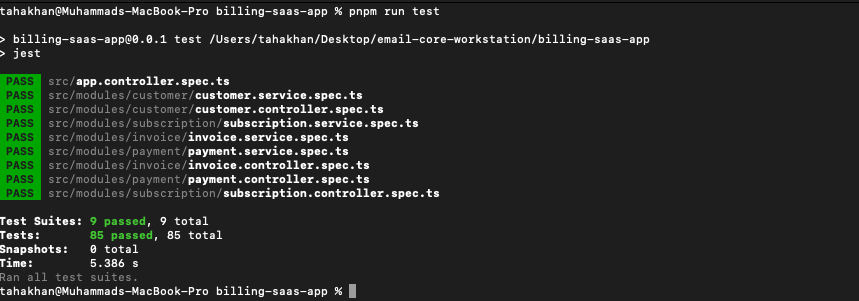 tahakhan@Muhammads-MacBook-Pro billing-saas-app % pnpm run test
> billing-saas-app@0.0.1 test /Users/tahakhan/Desktop/email-core-workstation/billing-saas-app
> jest
PASS src/app.controller.spec.ts
PASS src/modules/customer/customer.service.spec.ts
PASS src/modules/customer/customer.controller.spec.ts
PASS src/modules/subscription/subscription.service.spec.ts
PASS src/modules/invoice/invoice.service.spec.ts
PASS src/modules/payment/payment.service.spec.ts
PASS src/modules/invoice/invoice.controller.spec.ts
PASS src/modules/payment/payment.controller.spec.ts
PASS src/modules/subscription/subscription.controller.spec.ts
Test Suites: 9 passed, 9 total
Tests: 85 passed, 85 total
Snapshots: 0 total
Time: 5.386 s
Ran all test suites.
tahakhan@Muhammads-MacBook-Pro billing-saas-app %